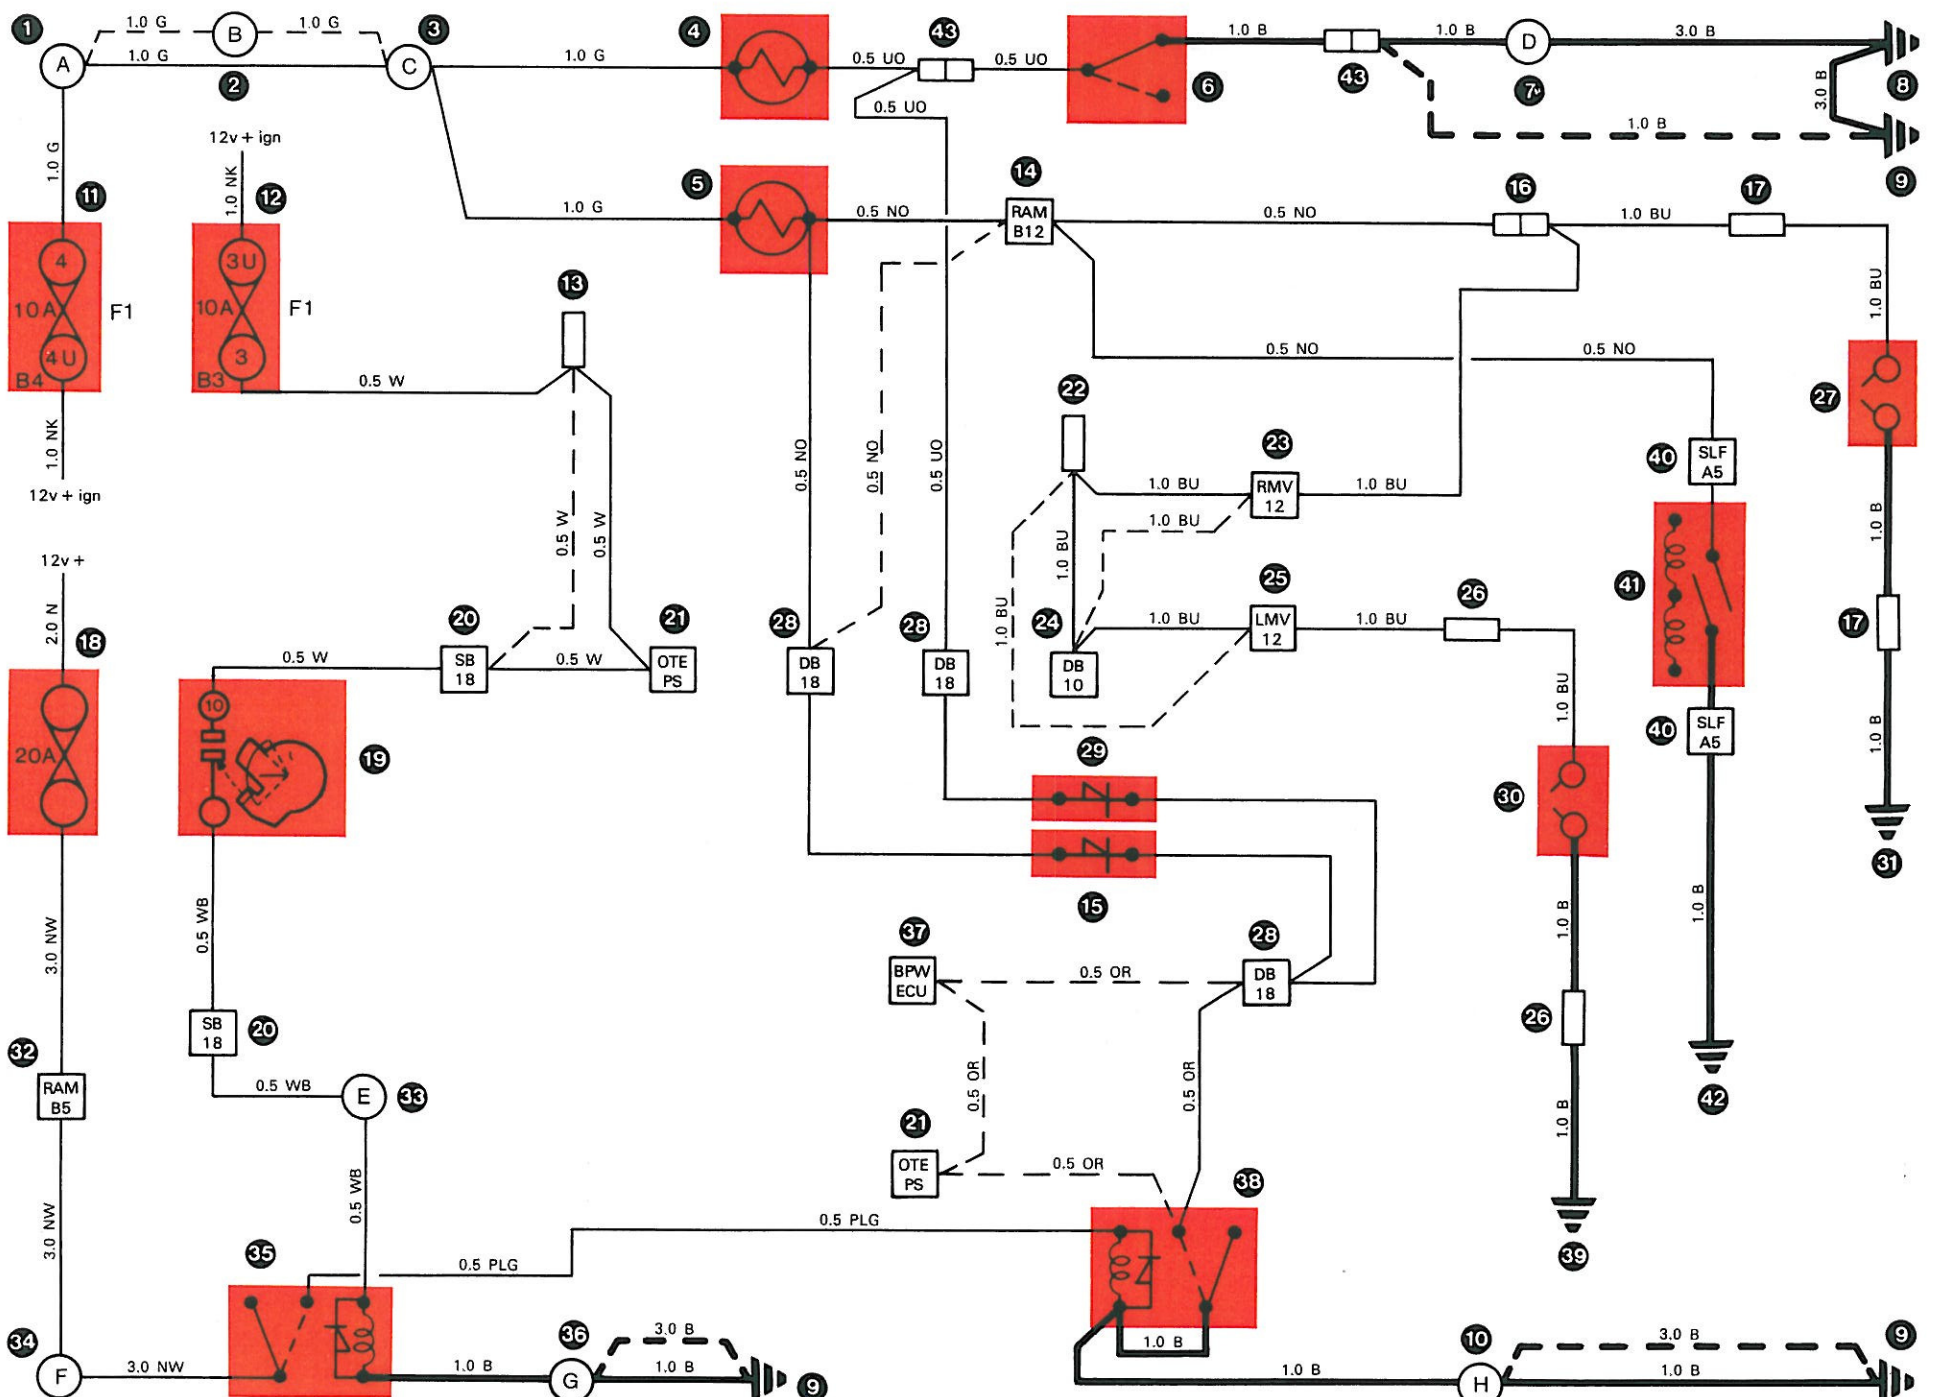 1
1.0 G
B
1.0 G
3
4
43
1.0 B
1.0 B
D
3.0 B
A
1.0 G
2
C
1.0 G
0.5 UO
0.5 UO
6
43
7
3.0 B
8
0.5 UO
1.0 B
12v + ign
1.0 G
11
1.0 NK
12
5
14
16
17
9
1.0 G
0.5 NO
RAM
B12
0.5 NO
1.0 BU
4
10A
4U
B4
F1
3U
10A
3
B3
F1
13
1.0 BU
0.5 NO
0.5 NO
0.5 W
22
27
1.0 NK
12v + ign
0.5 NO
0.5 NO
0.5 UO
23
1.0 BU
RMV
12
1.0 BU
40
SLF
A5
1.0 BU
1.0 B
0.5 W
0.5 W
12v +
2.0 N
18
1.0 BU
25
26
41
20
21
28
28
1.0 BU
24
1.0 BU
LMV
12
1.0 BU
17
0.5 W
SB
18
0.5 W
OTE
PS
DB
18
DB
18
DB
10
1.0 BU
20A
10
19
29
40
SLF
A5
1.0 B
30
31
15
3.0 NW
0.5 WB
37
28
1.0 B
1.0 B
BPW
ECU
0.5 OR
DB
18
SB
18
20
26
32
RAM
B5
0.5 WB
E
33
0.5 OR
0.5 OR
42
21
1.0 B
OTE
PS
0.5 OR
38
3.0 NW
0.5 WB
0.5 PLG
39
35
0.5 PLG
34
F
3.0 NW
1.0 B
36
G
3.0 B
1.0 B
9
1.0 B
1.0 B
10
H
3.0 B
1.0 B
9